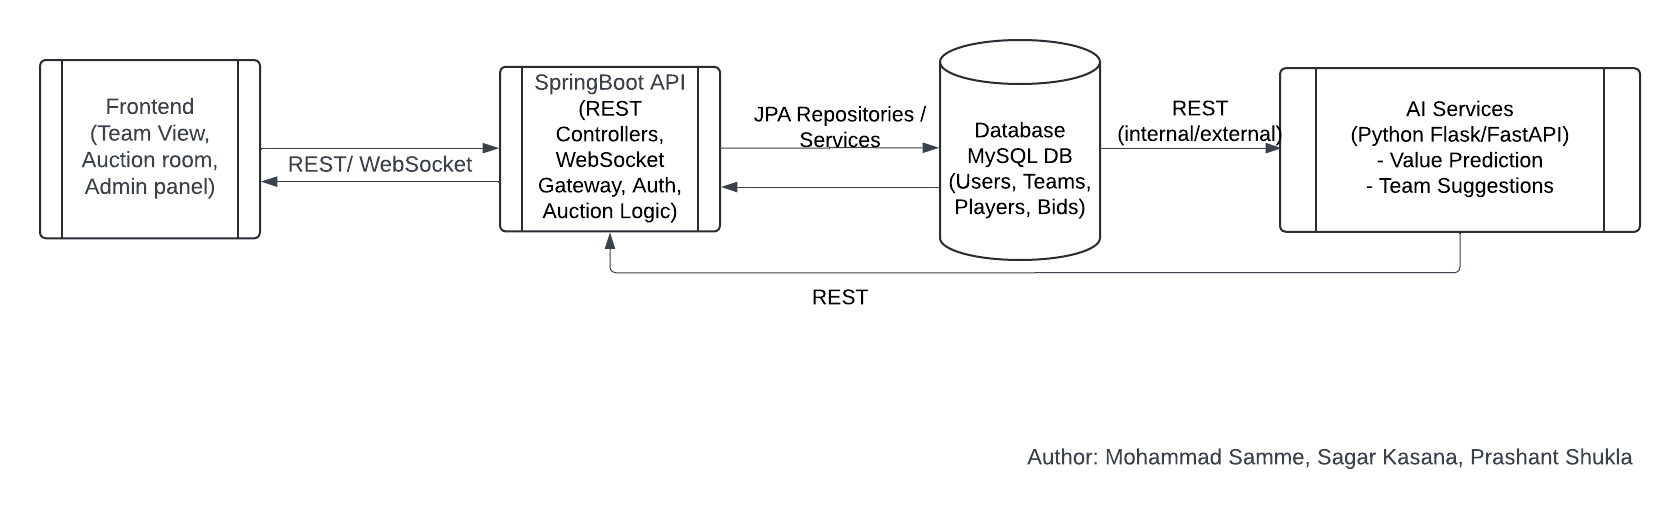 Frontend
(Team View,
Auction room,
Admin panel)
REST/ WebSocket
SpringBoot API
(REST
Controllers,
WebSocket
Gateway, Auth,
Auction Logic)
JPA Repositories /
Services
Database
MySQL DB
(Users, Teams,
Players, Bids)
REST
(internal/external)
AI Services
(Python Flask/FastAPI)
- Value Prediction
- Team Suggestions
REST
Author: Mohammad Samme, Sagar Kasana, Prashant Shukla